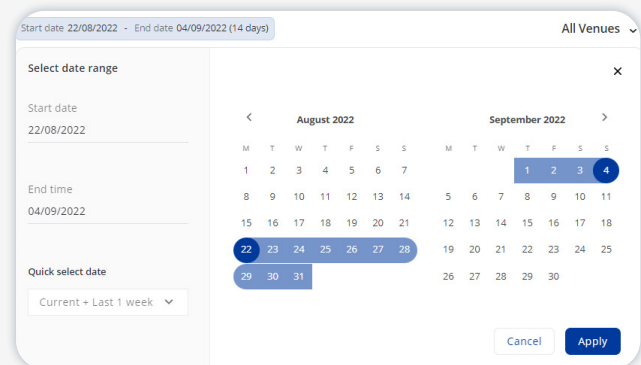 Start date 22/08/2022 - End date 04/09/2022 (14 days)
All Venues
Select date range
Start date
22/08/2022
End time
04/09/2022
Quick select date
Current + Last 1 week
August 2022
M T W T F S S
1 2 3 4 5 6 7
8 9 10 11 12 13 14
15 16 17 18 19 20 21
22 23 24 25 26 27 28
29 30 31
September 2022
M T W T F S S
1 2 3 4
5 6 7 8 9 10 11
12 13 14 15 16 17 18
19 20 21 22 23 24 25
26 27 28 29 30
Cancel
Apply